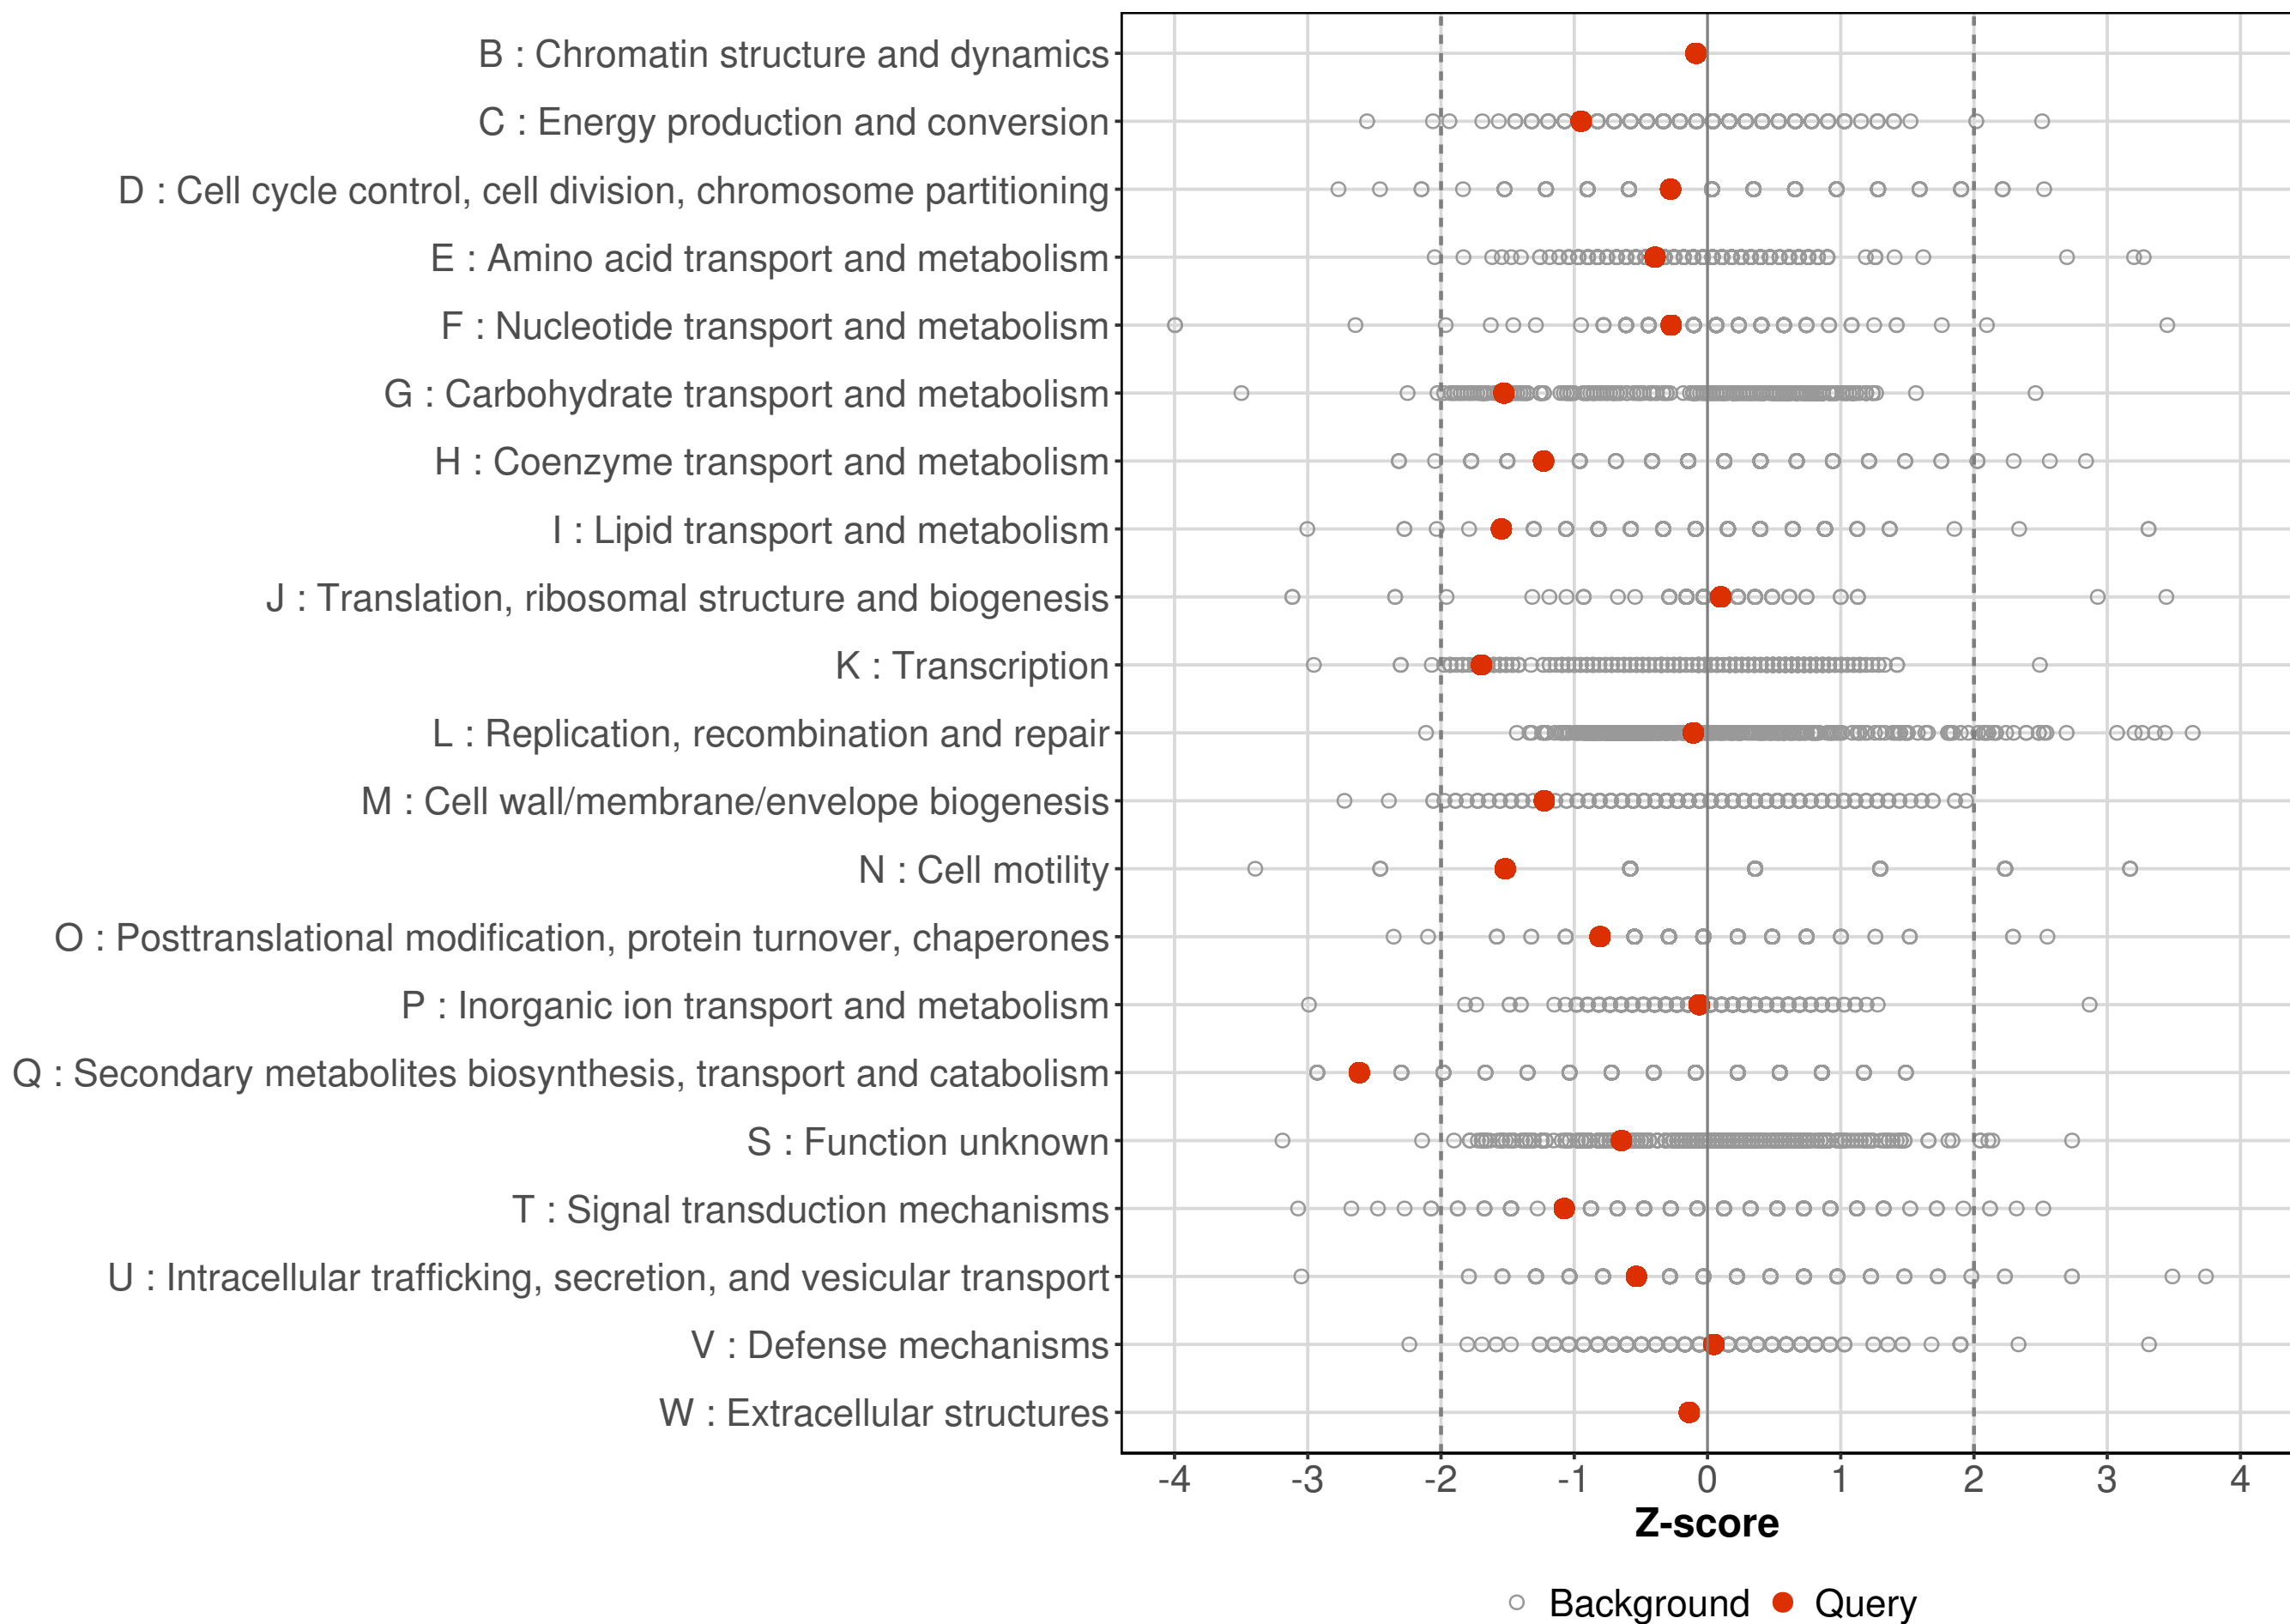 B : Chromatin structure and dynamics
C : Energy production and conversion
D : Cell cycle control, cell division, chromosome partitioning
E : Amino acid transport and metabolism
F : Nucleotide transport and metabolism
G : Carbohydrate transport and metabolism
H : Coenzyme transport and metabolism
I : Lipid transport and metabolism
J : Translation, ribosomal structure and biogenesis
K : Transcription
L : Replication, recombination and repair
M : Cell wall/membrane/envelope biogenesis
N : Cell motility
O : Posttranslational modification, protein turnover, chaperones
P : Inorganic ion transport and metabolism
Q : Secondary metabolites biosynthesis, transport and catabolism
S : Function unknown
T : Signal transduction mechanisms
U : Intracellular trafficking, secretion, and vesicular transport
V : Defense mechanisms
W : Extracellular structures
-4 -3 -2 -1 0 1 2 3 4
Z-score
Background Query